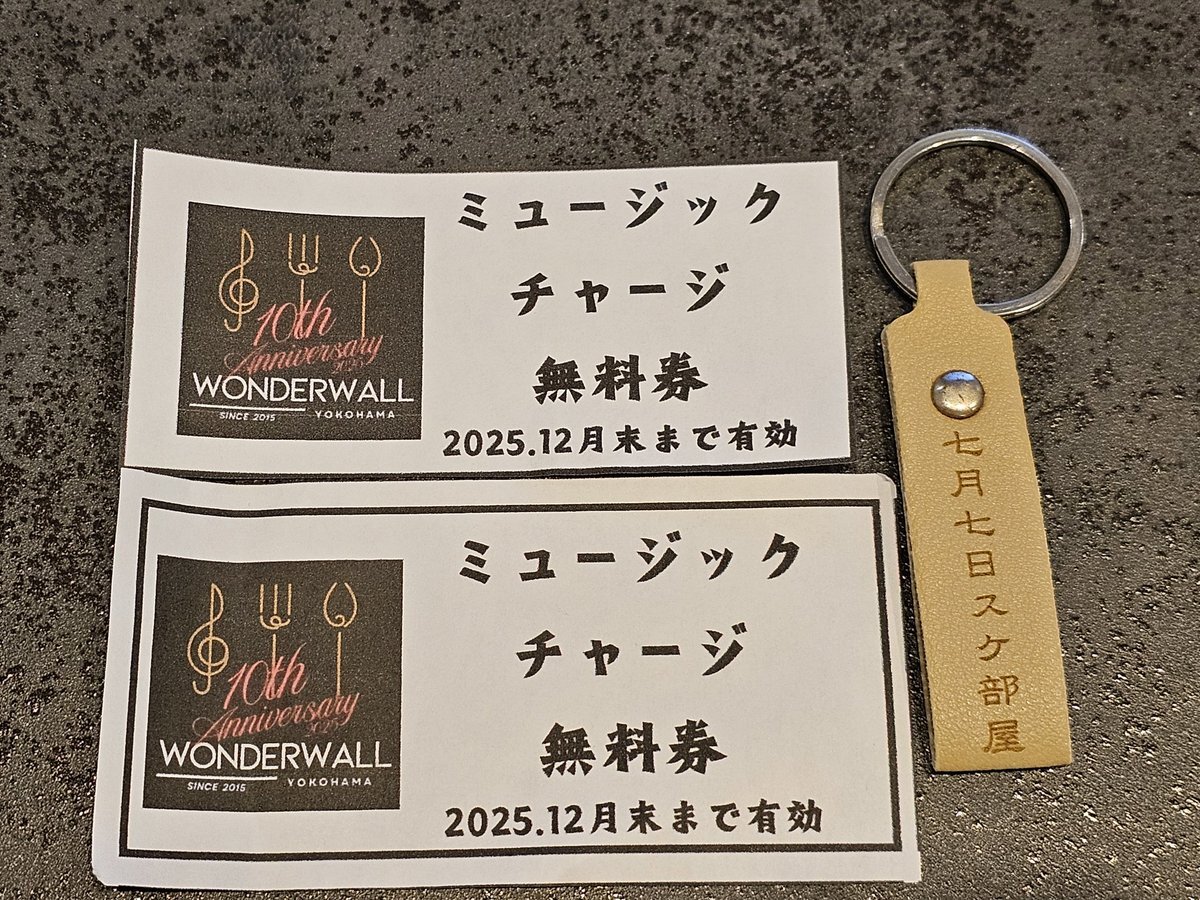 ミュージック
チャージ
無料券
2025.12月末まで有効
10th
Anniversary
2025
WONDERWALL
SINCE 2015 YOKOHAMA
ミュージック
チャージ
無料券
2025.12月末まで有効
10th
Anniversary
2025
WONDERWALL
SINCE 2015 YOKOHAMA
七月七日スケ部屋